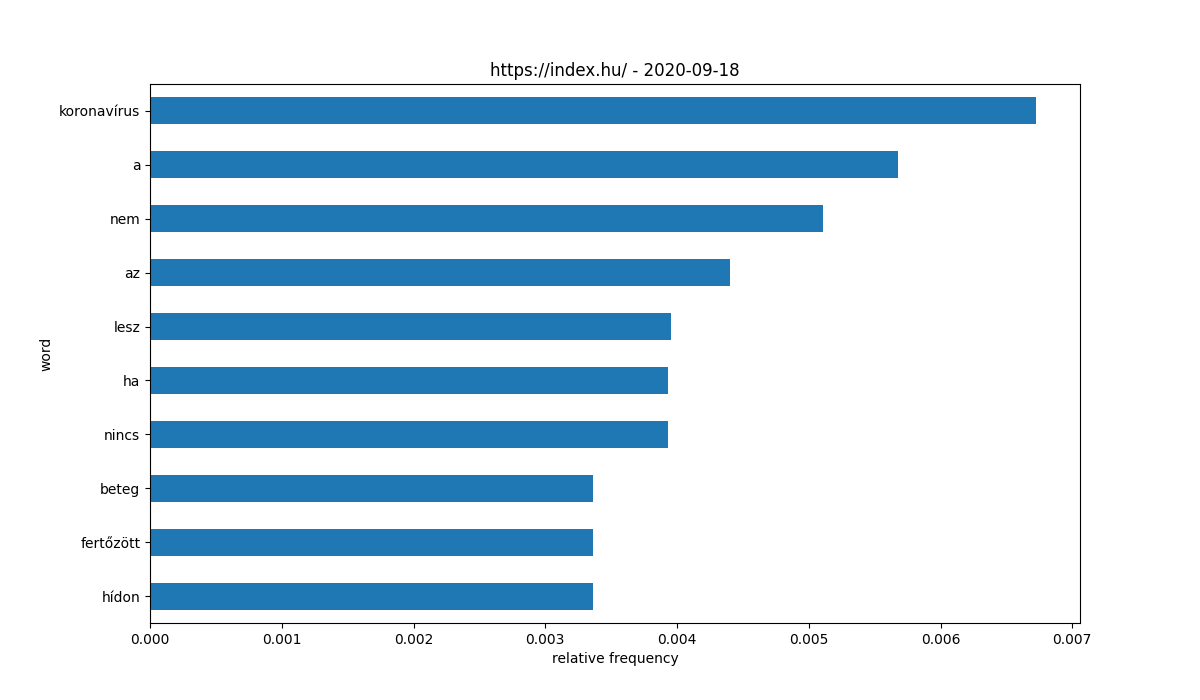 https://index.hu/ - 2020-09-18
koronavírus
a
nem
az
lesz
ha
nincs
beteg
fertőzött
hídon
word
0.000 0.001 0.002 0.003 0.004 0.005 0.006 0.007
relative frequency